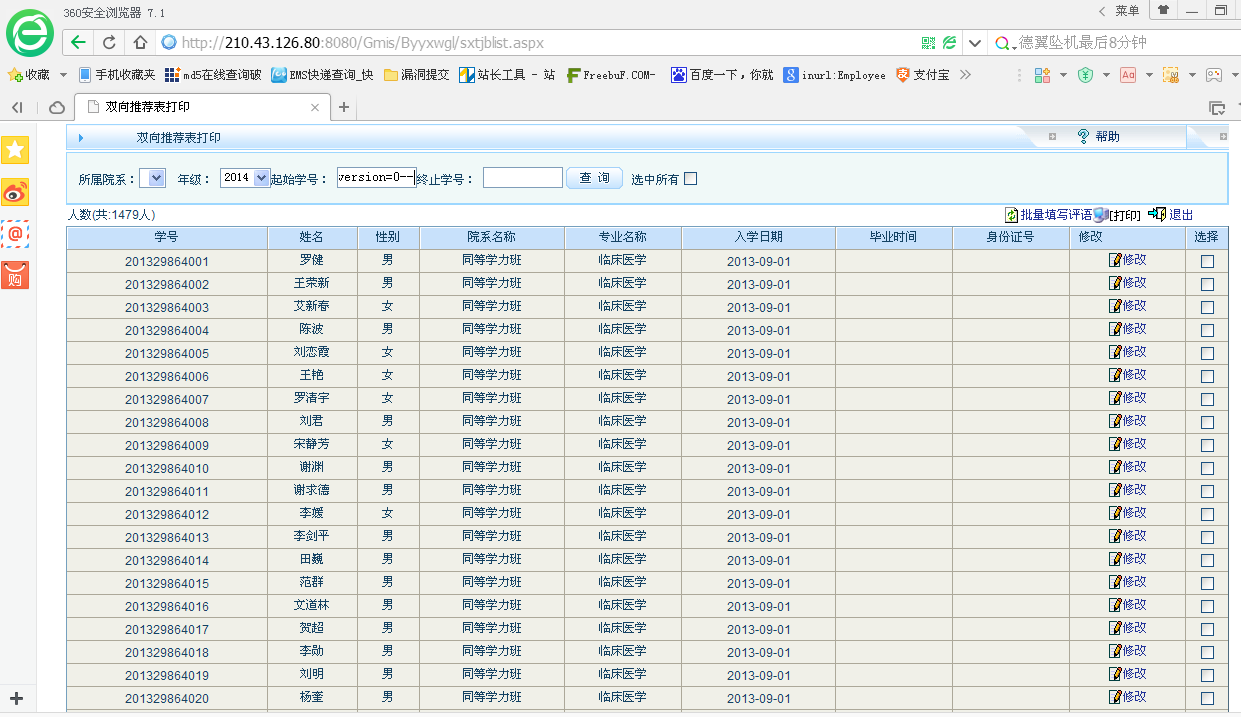 360安全浏览器 7.1
菜单
http://210.43.126.80:8080/Gmis/Byyxwgl/sxtjblist.aspx
德翼坠机最后8分钟
收藏 手机收藏夹 md5在线查询破 EMS快递查询_快 漏洞提交 站长工具 - 站 FreebuF.COM- 百度一下，你就 inurl:Employee 支付宝
双向推荐表打印
双向推荐表打印 帮助
所属院系： 年级： 2014 起始学号： version=0-- 终止学号： 查 询 选中所有
人数(共:1479人) 批量填写评语 [打印] 退出
学号 姓名 性别 院系名称 专业名称 入学日期 毕业时间 身份证号 修改 选择
201329864001 罗健 男 同等学力班 临床医学 2013-09-01 修改
201329864002 王荣新 男 同等学力班 临床医学 2013-09-01 修改
201329864003 艾新春 女 同等学力班 临床医学 2013-09-01 修改
201329864004 陈波 男 同等学力班 临床医学 2013-09-01 修改
201329864005 刘恋霞 女 同等学力班 临床医学 2013-09-01 修改
201329864006 王艳 女 同等学力班 临床医学 2013-09-01 修改
201329864007 罗清宇 女 同等学力班 临床医学 2013-09-01 修改
201329864008 刘君 男 同等学力班 临床医学 2013-09-01 修改
201329864009 宋静芳 女 同等学力班 临床医学 2013-09-01 修改
201329864010 谢渊 男 同等学力班 临床医学 2013-09-01 修改
201329864011 谢求德 男 同等学力班 临床医学 2013-09-01 修改
201329864012 李媛 女 同等学力班 临床医学 2013-09-01 修改
201329864013 李剑平 男 同等学力班 临床医学 2013-09-01 修改
201329864014 田巍 男 同等学力班 临床医学 2013-09-01 修改
201329864015 范群 男 同等学力班 临床医学 2013-09-01 修改
201329864016 文道林 男 同等学力班 临床医学 2013-09-01 修改
201329864017 贺超 男 同等学力班 临床医学 2013-09-01 修改
201329864018 李勋 男 同等学力班 临床医学 2013-09-01 修改
201329864019 刘明 男 同等学力班 临床医学 2013-09-01 修改
201329864020 杨奎 男 同等学力班 临床医学 2013-09-01 修改